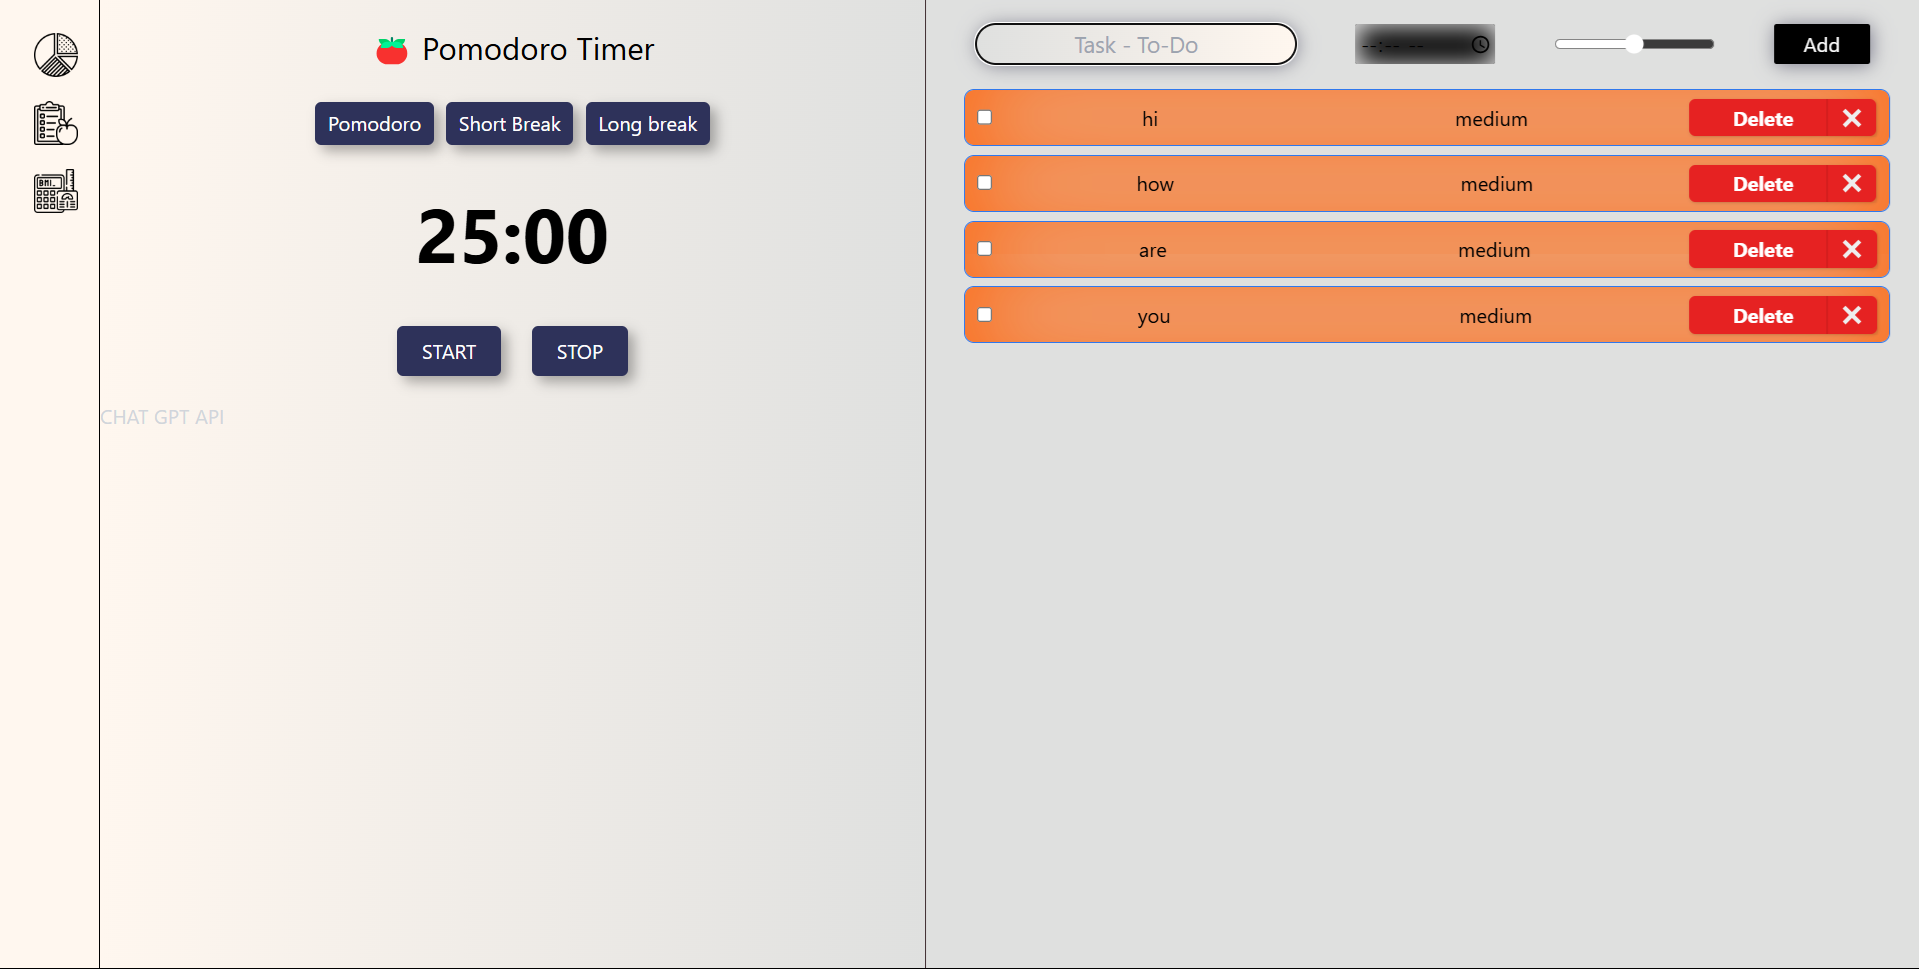 Pomodoro Timer
Pomodoro Short Break Long break
25:00
START STOP
CHAT GPT API
BMI.
Task - To-Do --:-- -- Add
hi medium Delete
how medium Delete
are medium Delete
you medium Delete